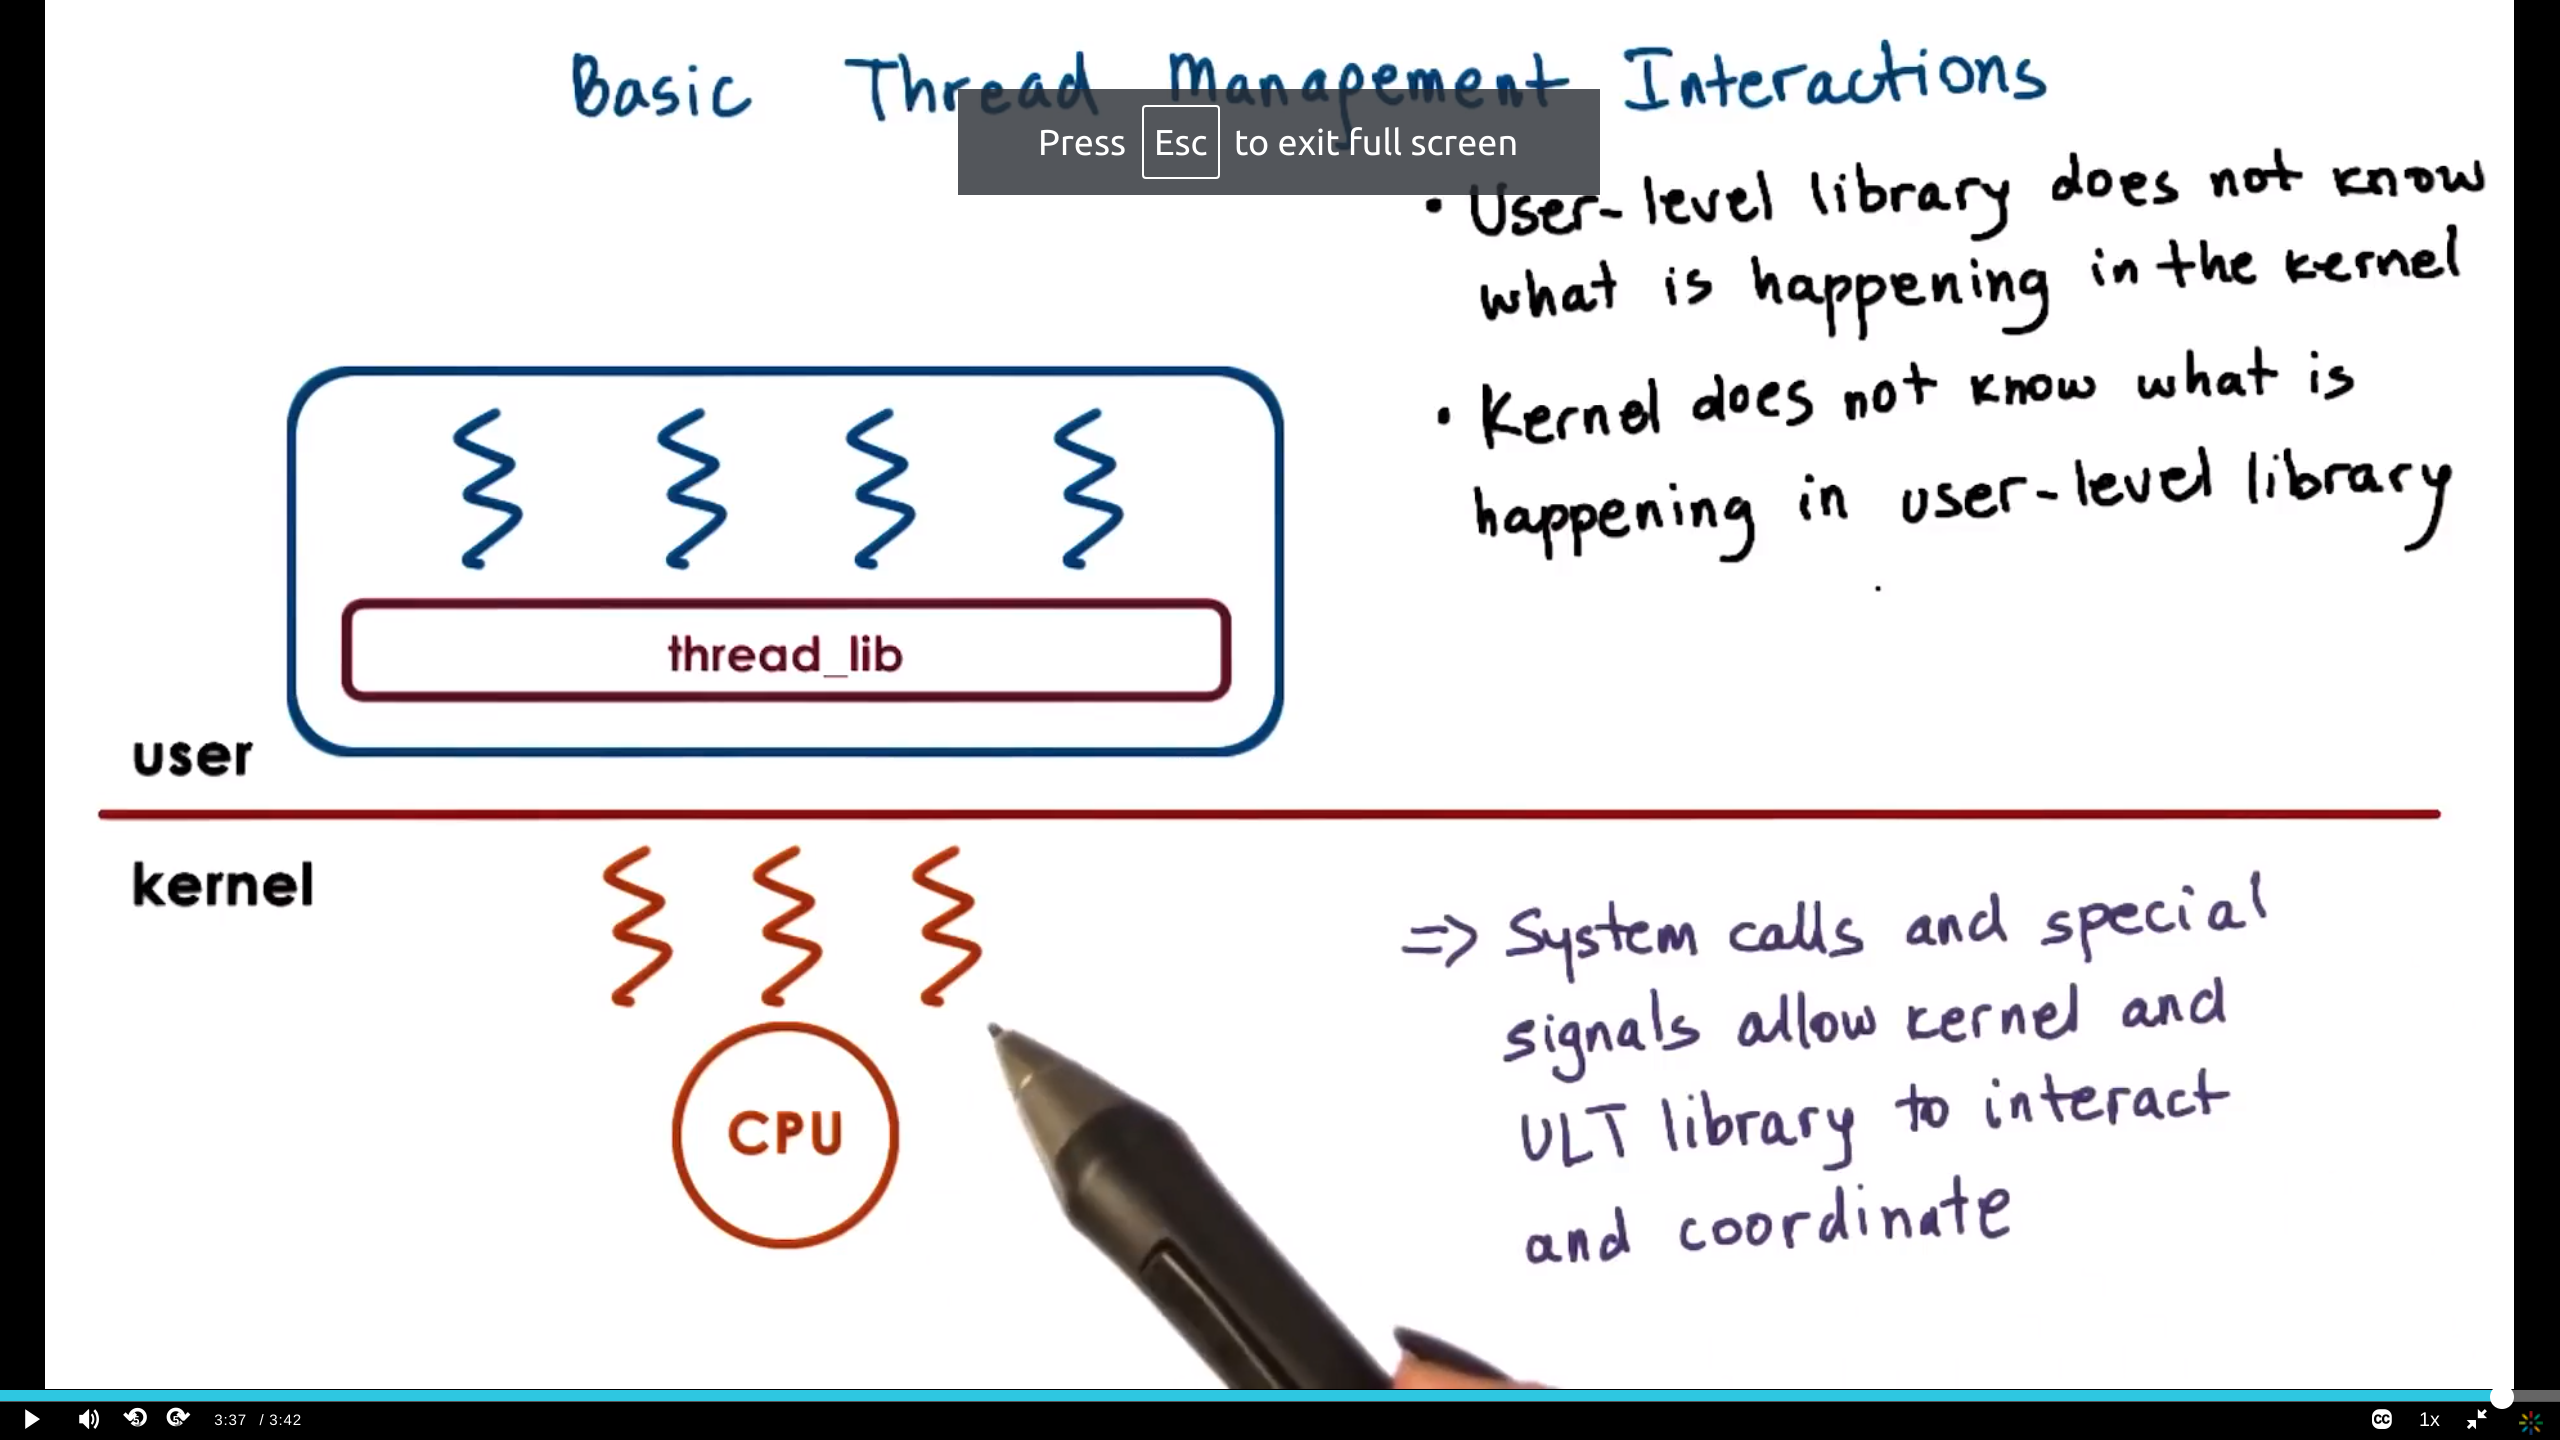 Basic Thread Management Interactions
Press Esc to exit full screen
• User-level library does not know
what is happening in the kernel
• Kernel does not know what is
happening in user-level library
thread_lib
user
kernel
CPU
=> System calls and special
signals allow kernel and
ULT library to interact
and coordinate
3:37 / 3:42
CC
1x